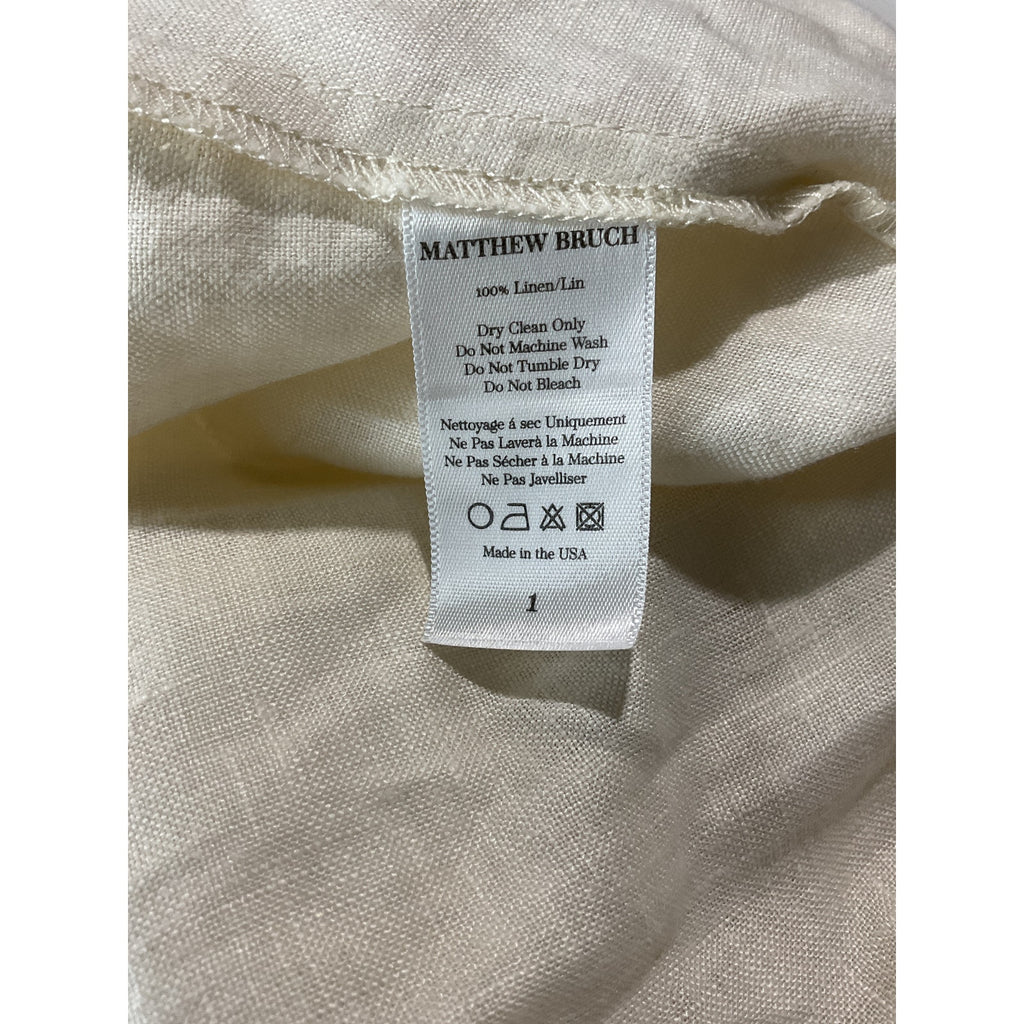 MATTHEW BRUCH
100% Linen/Lin
Dry Clean Only
Do Not Machine Wash
Do Not Tumble Dry
Do Not Bleach
Nettoyage á sec Uniquement
Ne Pas Laverà la Machine
Ne Pas Sécher à la Machine
Ne Pas Javelliser
Made in the USA
1